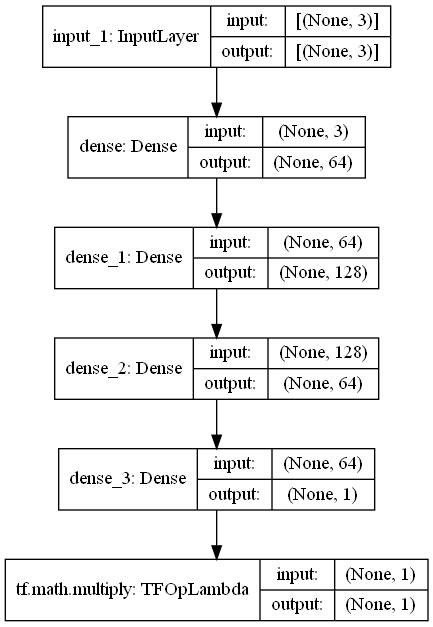 input_1: InputLayer input: [(None, 3)]
output: [(None, 3)]
dense: Dense input: (None, 3)
output: (None, 64)
dense_1: Dense input: (None, 64)
output: (None, 128)
dense_2: Dense input: (None, 128)
output: (None, 64)
dense_3: Dense input: (None, 64)
output: (None, 1)
tf.math.multiply: TFOpLambda input: (None, 1)
output: (None, 1)